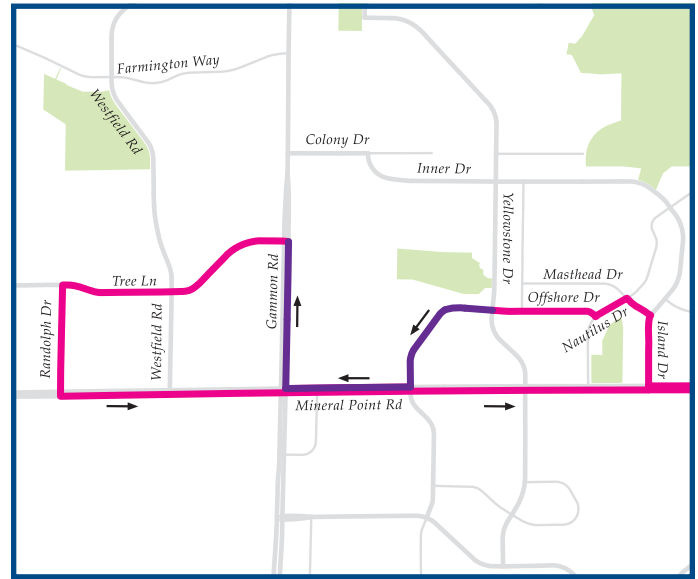 Farmington Way
Westfield Rd
Colony Dr
Inner Dr
Yellowstone Dr
Gammon Rd
Tree Ln
Masthead Dr
Offshore Dr
Nautilus Dr
Randolph Dr
Westfield Rd
Island Dr
Mineral Point Rd